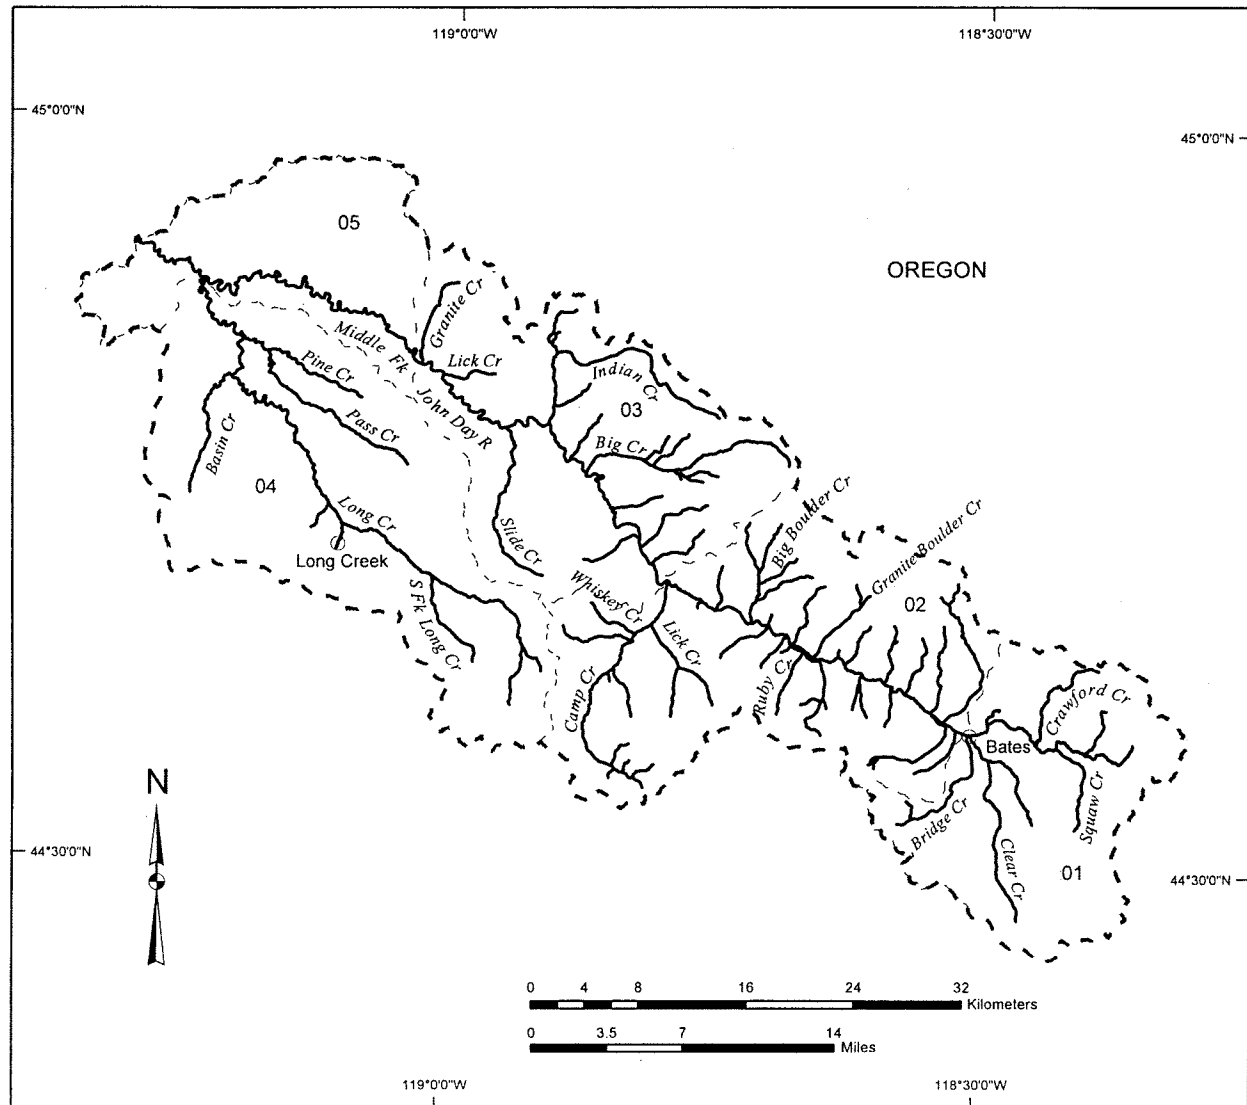 119°0'0"W
118°30'0"W
45°0'0"N
45°0'0"N
05
OREGON
Granite Cr
Middle Fk
John Day R
Lick Cr
Pine Cr
Indian Cr
03
Pass Cr
Basin Cr
Big Cr
04
Long Cr
Long Creek
Slide Cr
Big Boulder Cr
Granite Boulder Cr
02
Whiskey Cr
S Fk Long Cr
Lick Cr
Camp Cr
Ruby Cr
Crawford Cr
Bates
Squaw Cr
Bridge Cr
Clear Cr
01
N
44°30'0"N
44°30'0"N
0 4 8 16 24 32
Kilometers
0 3.5 7 14
Miles
119°0'0"W
118°30'0"W